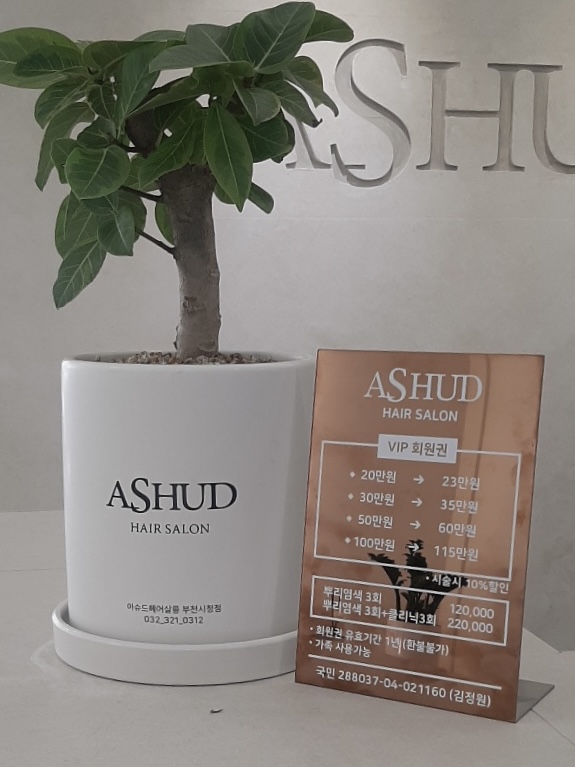 ASHU
ASHUD
HAIR SALON
아슈드헤어살롱 부천시청점
032_321_0312
ASHUD
HAIR SALON
VIP 회원권
◆ 20만원 → 23만원
◆ 30만원 → 35만원
◆ 50만원 → 60만원
◆ 100만원 → 115만원
• 시술시 10%할인
뿌리염색 3회 120,000
뿌리염색 3회+클리닉3회 220,000
• 회원권 유효기간 1년 (환불불가)
• 가족 사용가능
국민 288037-04-021160 (김정원)